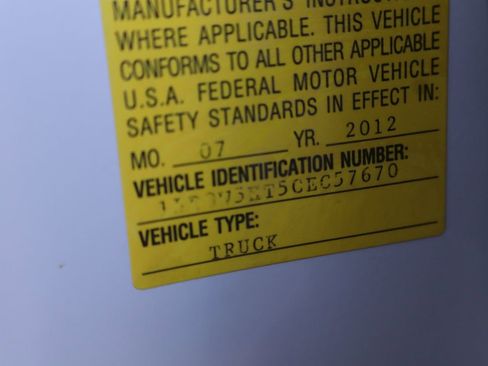 MANUFACTURER'S
WHERE APPLICABLE. THIS VEHICLE
CONFORMS TO ALL OTHER APPLICABLE
U.S.A. FEDERAL MOTOR VEHICLE
SAFETY STANDARDS IN EFFECT IN:
MO. 07 YR. 2012
VEHICLE IDENTIFICATION NUMBER:
VEHICLE TYPE:
TRUCK